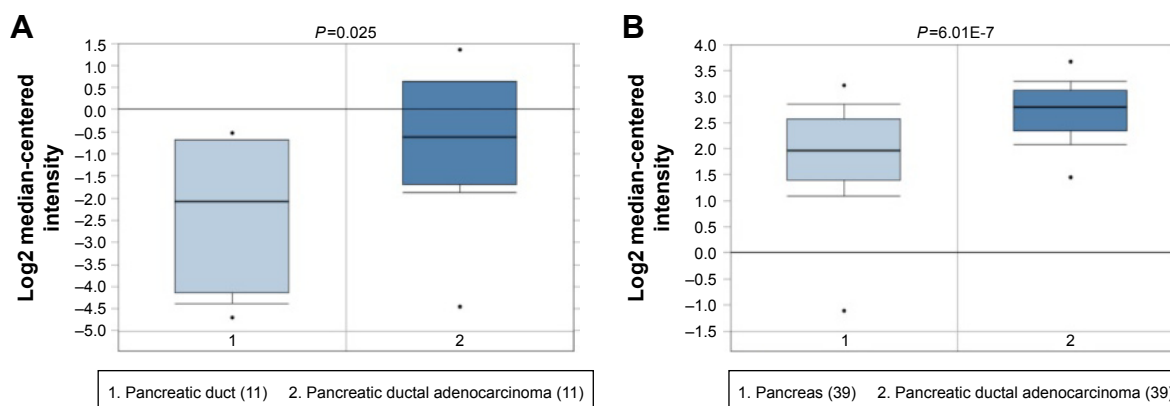 A
P=0.025
Log2 median-centered
intensity
1.5
1.0
0.5
0.0
–0.5
–1.0
–1.5
–2.0
–2.5
–3.0
–3.5
–4.0
–4.5
–5.0
1 2
1. Pancreatic duct (11) 2. Pancreatic ductal adenocarcinoma (11)
B
P=6.01E-7
Log2 median-centered
intensity
4.0
3.5
3.0
2.5
2.0
1.5
1.0
0.5
0.0
–0.5
–1.0
–1.5
1 2
1. Pancreas (39) 2. Pancreatic ductal adenocarcinoma (39)